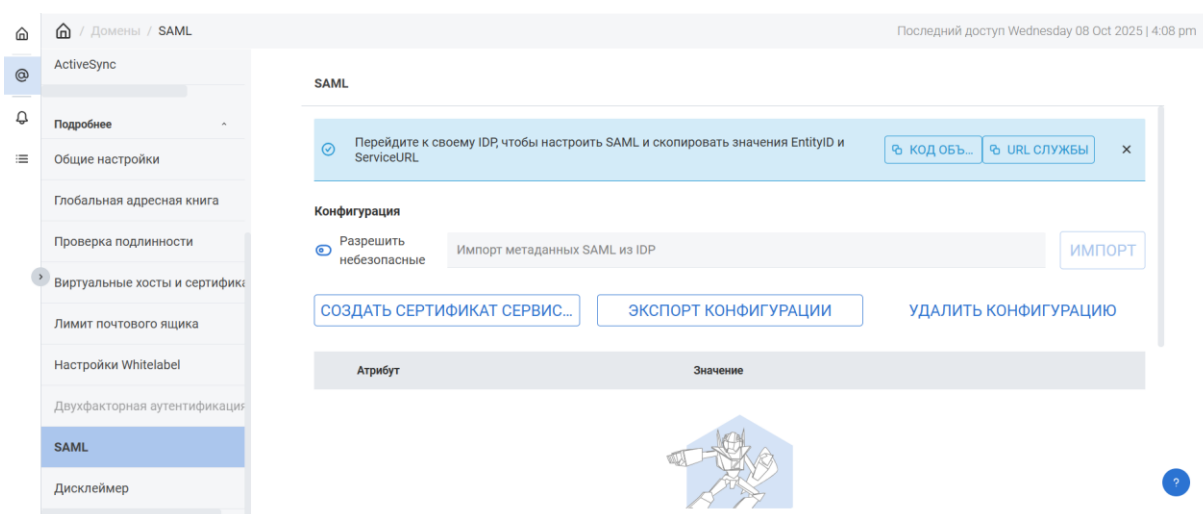 / Домены / SAML
Последний доступ Wednesday 08 Oct 2025 | 4:08 pm
ActiveSync
Подробнее
Общие настройки
Глобальная адресная книга
Проверка подлинности
Виртуальные хосты и сертифика
Лимит почтового ящика
Настройки Whitelabel
Двухфакторная аутентификация
SAML
Дисклеймер
SAML
Перейдите к своему IDP, чтобы настроить SAML и скопировать значения EntityID и
ServiceURL
КОД ОБЪ...
URL СЛУЖБЫ
Конфигурация
Разрешить
небезопасные
Импорт метаданных SAML из IDP
ИМПОРТ
СОЗДАТЬ СЕРТИФИКАТ СЕРВИС...
ЭКСПОРТ КОНФИГУРАЦИИ
УДАЛИТЬ КОНФИГУРАЦИЮ
Атрибут
Значение
?